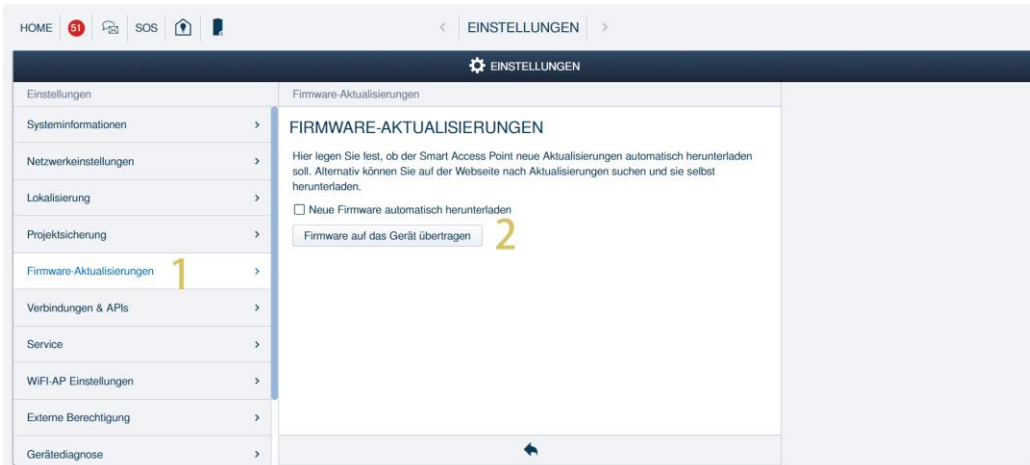 HOME 51 SOS < EINSTELLUNGEN >
EINSTELLUNGEN
Einstellungen
Systeminformationen
Netzwerkeinstellungen
Lokalisierung
Projektsicherung
Firmware-Aktualisierungen 1
Verbindungen & APIs
Service
WiFI-AP Einstellungen
Externe Berechtigung
Gerätediagnose
Firmware-Aktualisierungen
FIRMWARE-AKTUALISIERUNGEN
Hier legen Sie fest, ob der Smart Access Point neue Aktualisierungen automatisch herunterladen
soll. Alternativ können Sie auf der Webseite nach Aktualisierungen suchen und sie selbst
herunterladen.
Neue Firmware automatisch herunterladen
Firmware auf das Gerät übertragen 2